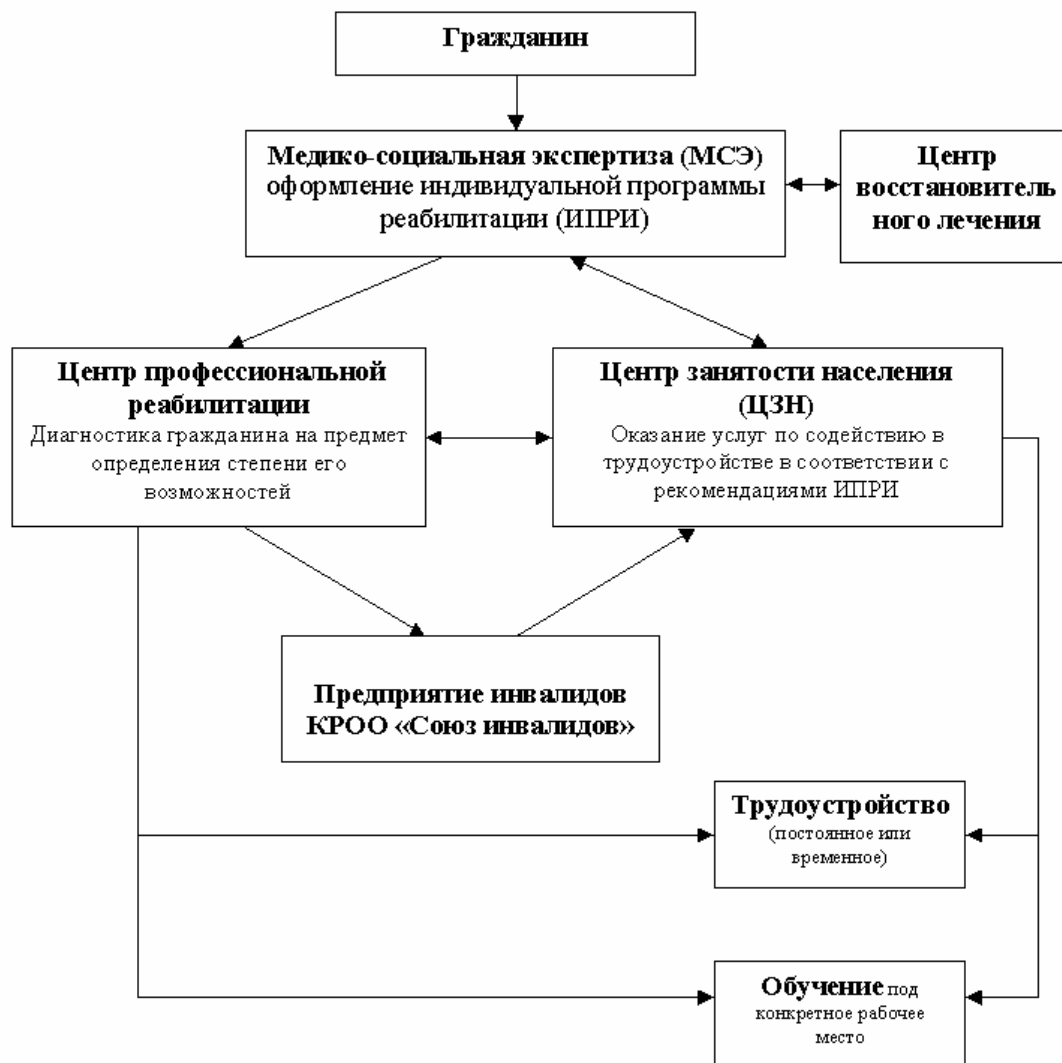 Гражданин
Медико-социальная экспертиза (МСЭ)
оформление индивидуальной программы
реабилитации (ИПРИ)
Центр
восстановитель
ного лечения
Центр профессиональной
реабилитации
Диагностика гражданина на предмет
определения степени его
возможностей
Центр занятости населения
(ЦЗН)
Оказание услуг по содействию в
трудоустройстве в соответствии с
рекомендациями ИПРИ
Предприятие инвалидов
КРОО «Союз инвалидов»
Трудоустройство
(постоянное или
временное)
Обучение под
конкретное рабочее
место